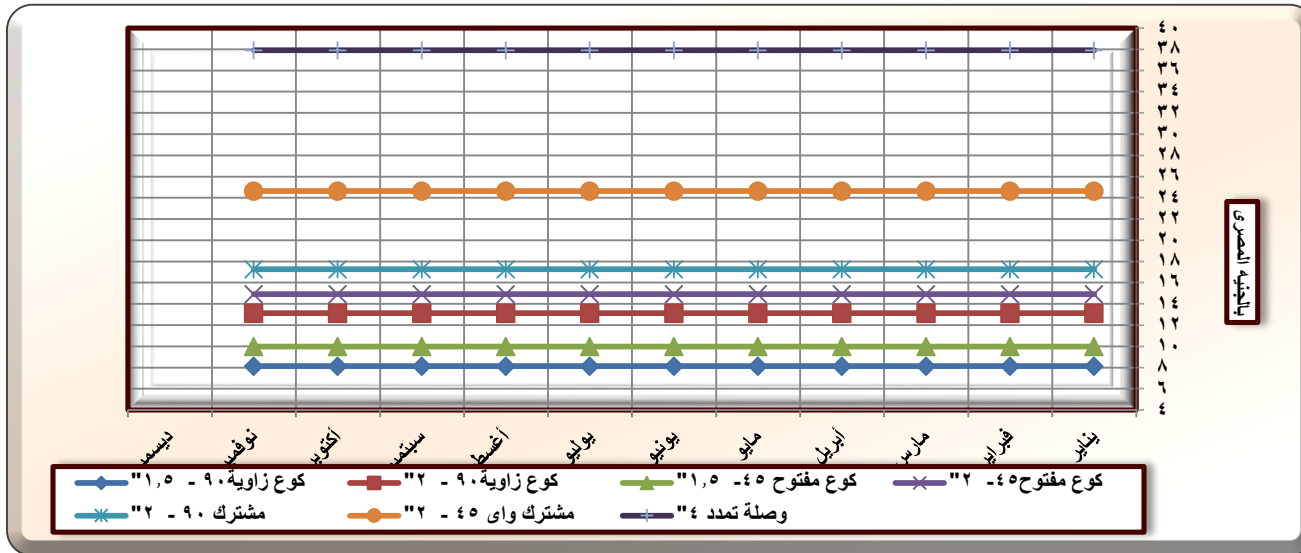 ٤٠
٣٨
٣٦
٣٤
٣٢
٣٠
٢٨
٢٦
٢٤
٢٢
٢٠
١٨
١٦
١٤
١٢
١٠
٨
٦
٤
بالجنيه المصرى
يناير
فبراير
مارس
أبريل
مايو
يونيو
يوليو
أغسط
سبتمبر
أكتوبر
نوفمبر
ديسمبر
كوع زاوية٩٠ - ١,٥"
كوع زاوية٩٠ - ٢"
كوع مفتوح ٤٥- ١,٥"
كوع مفتوح٤٥- ٢"
مشترك ٩٠ - ٢"
مشترك واى ٤٥ - ٢"
وصلة تمدد ٤"